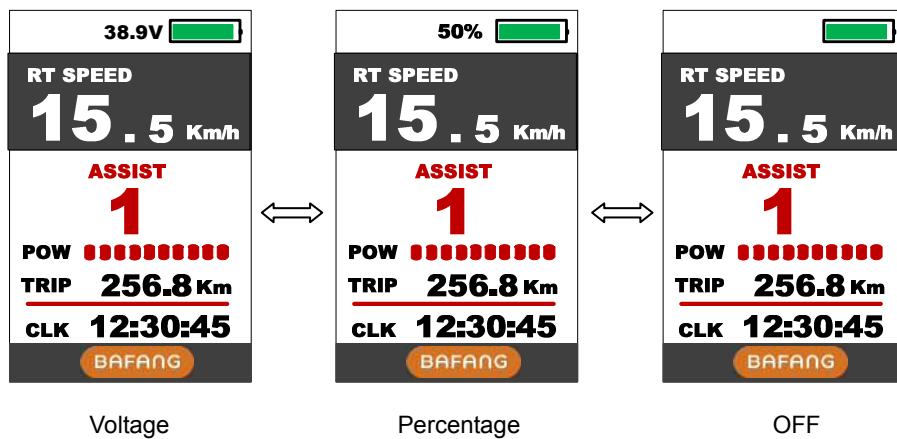 38.9V
RT SPEED
15.5 Km/h
ASSIST
1
POW
TRIP 256.8 Km
CLK 12:30:45
BAFANG
Voltage
50%
RT SPEED
15.5 Km/h
ASSIST
1
POW
TRIP 256.8 Km
CLK 12:30:45
BAFANG
Percentage
RT SPEED
15.5 Km/h
ASSIST
1
POW
TRIP 256.8 Km
CLK 12:30:45
BAFANG
OFF